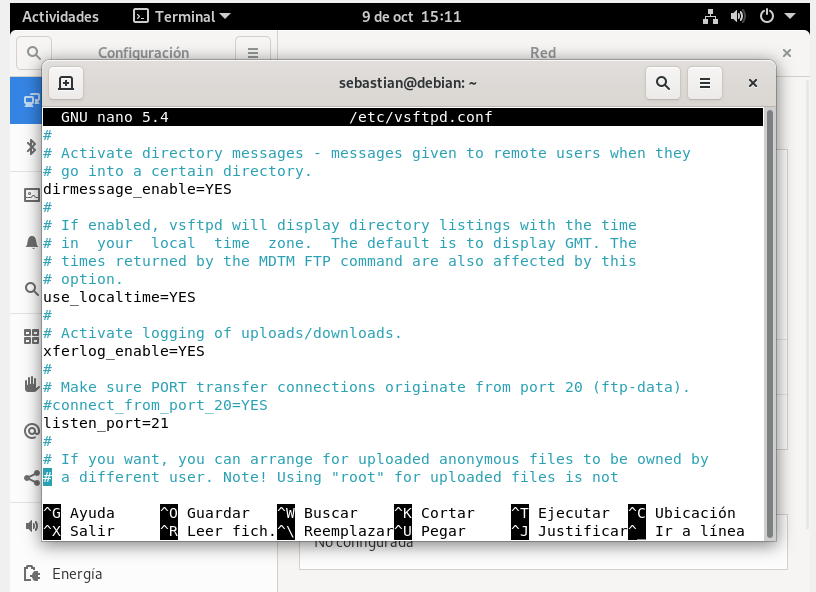 Actividades
Terminal
9 de oct 15:11
Configuración
Red
sebastian@debian: ~
GNU nano 5.4 /etc/vsftpd.conf
#
# Activate directory messages - messages given to remote users when they
# go into a certain directory.
dirmessage_enable=YES
#
# If enabled, vsftpd will display directory listings with the time
# in  your  local  time  zone.  The default is to display GMT. The
# times returned by the MDTM FTP command are also affected by this
# option.
use_localtime=YES
#
# Activate logging of uploads/downloads.
xferlog_enable=YES
#
# Make sure PORT transfer connections originate from port 20 (ftp-data).
#connect_from_port_20=YES
listen_port=21
#
# If you want, you can arrange for uploaded anonymous files to be owned by
# a different user. Note! Using "root" for uploaded files is not
^G Ayuda ^O Guardar ^W Buscar ^K Cortar ^T Ejecutar ^C Ubicación
^X Salir ^R Leer fich. ^\ Reemplazar ^U Pegar ^J Justificar ^_ Ir a línea
No configurada
Energía